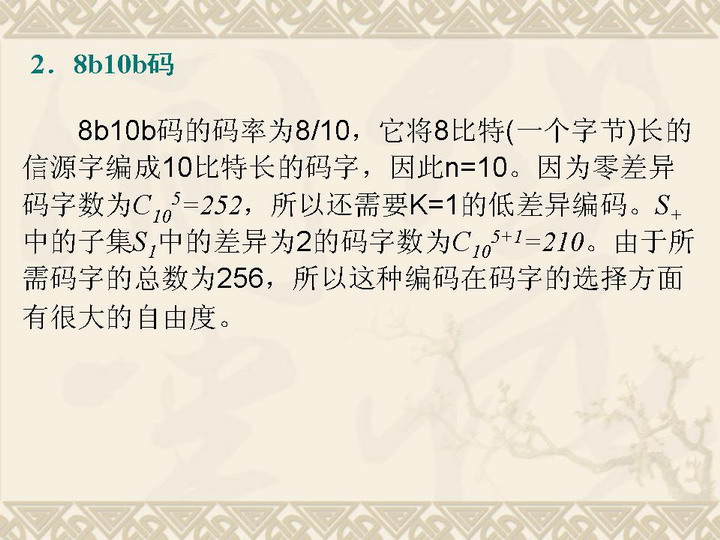 2．8b10b码
8b10b码的码率为8/10，它将8比特(一个字节)长的
信源字编成10比特长的码字，因此n=10。因为零差异
码字数为C₁₀⁵=252，所以还需要K=1的低差异编码。S₊
中的子集S₁中的差异为2的码字数为C₁₀⁵⁺¹=210。由于所
需码字的总数为256，所以这种编码在码字的选择方面
有很大的自由度。